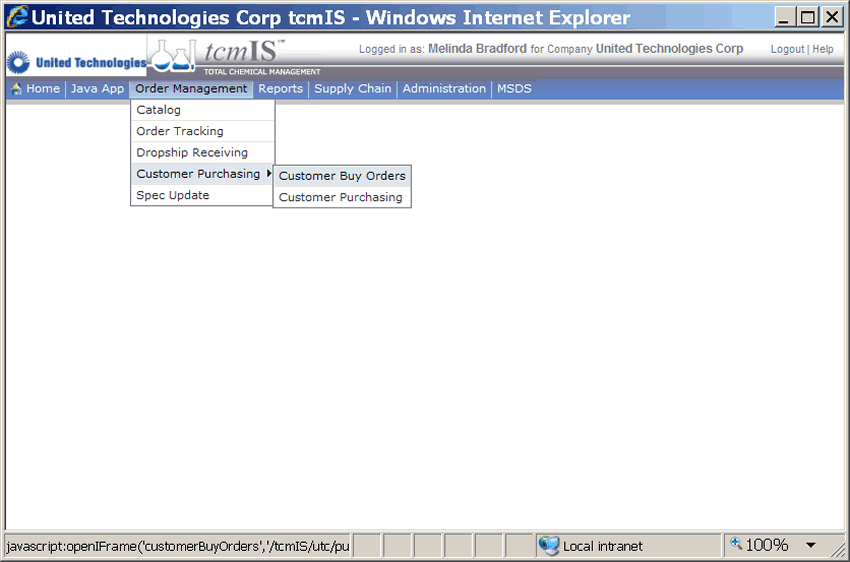 United Technologies Corp tcmIS - Windows Internet Explorer
United Technologies
tcmIS™
TOTAL CHEMICAL MANAGEMENT
Logged in as: Melinda Bradford for Company United Technologies Corp
Logout | Help
Home | Java App | Order Management | Reports | Supply Chain | Administration | MSDS
Catalog
Order Tracking
Dropship Receiving
Customer Purchasing
Spec Update
Customer Buy Orders
Customer Purchasing
javascript:openIFrame('customerBuyOrders','/tcmIS/utc/pu
Local intranet
100%